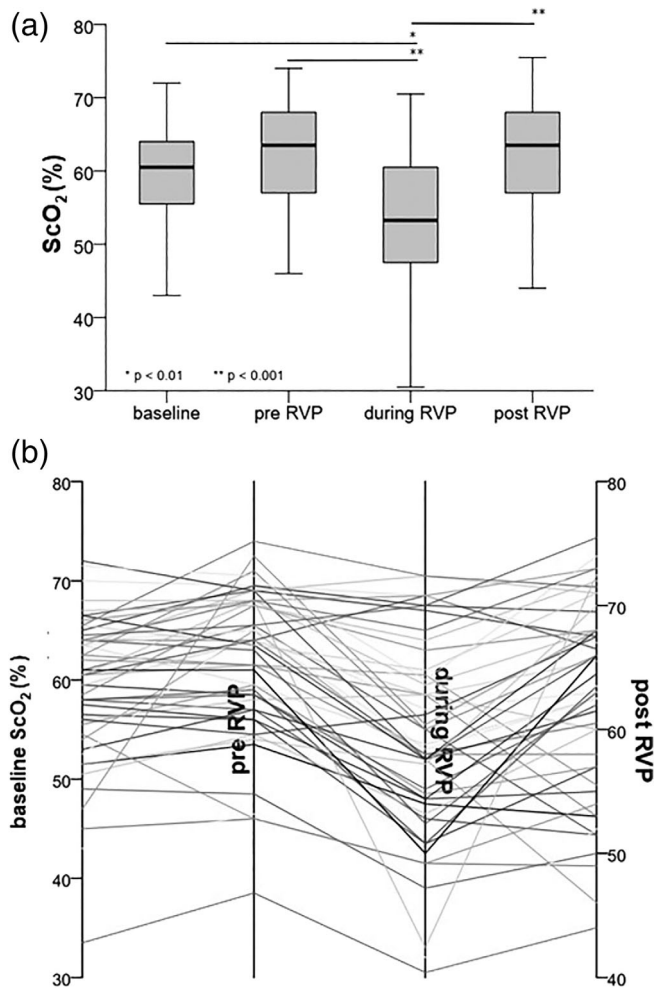 (a)
80
** 
*
**
70
60
50
40
30
ScO₂ (%)
* p < 0.01
** p < 0.001
baseline
pre RVP
during RVP
post RVP
(b)
80
80
70
70
60
60
50
50
40
30
40
baseline ScO₂ (%)
pre RVP
during RVP
post RVP